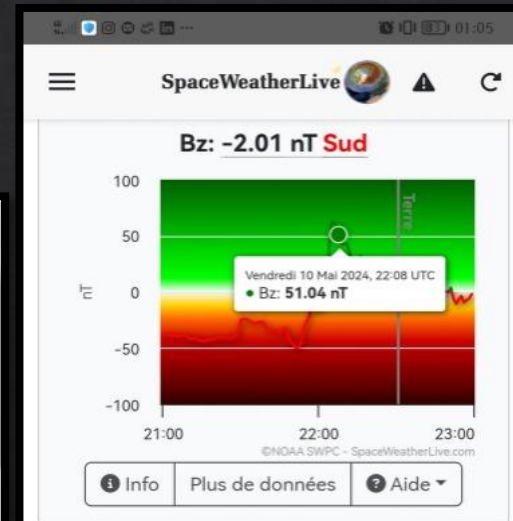 83 01:05
SpaceWeatherLive
Bz: -2.01 nT Sud
100
50
0
-50
-100
nT
Terre
Vendredi 10 Mai 2024, 22:08 UTC
Bz: 51.04 nT
21:00 22:00 23:00
©NOAA SWPC - SpaceWeatherLive.com
Info Plus de données Aide